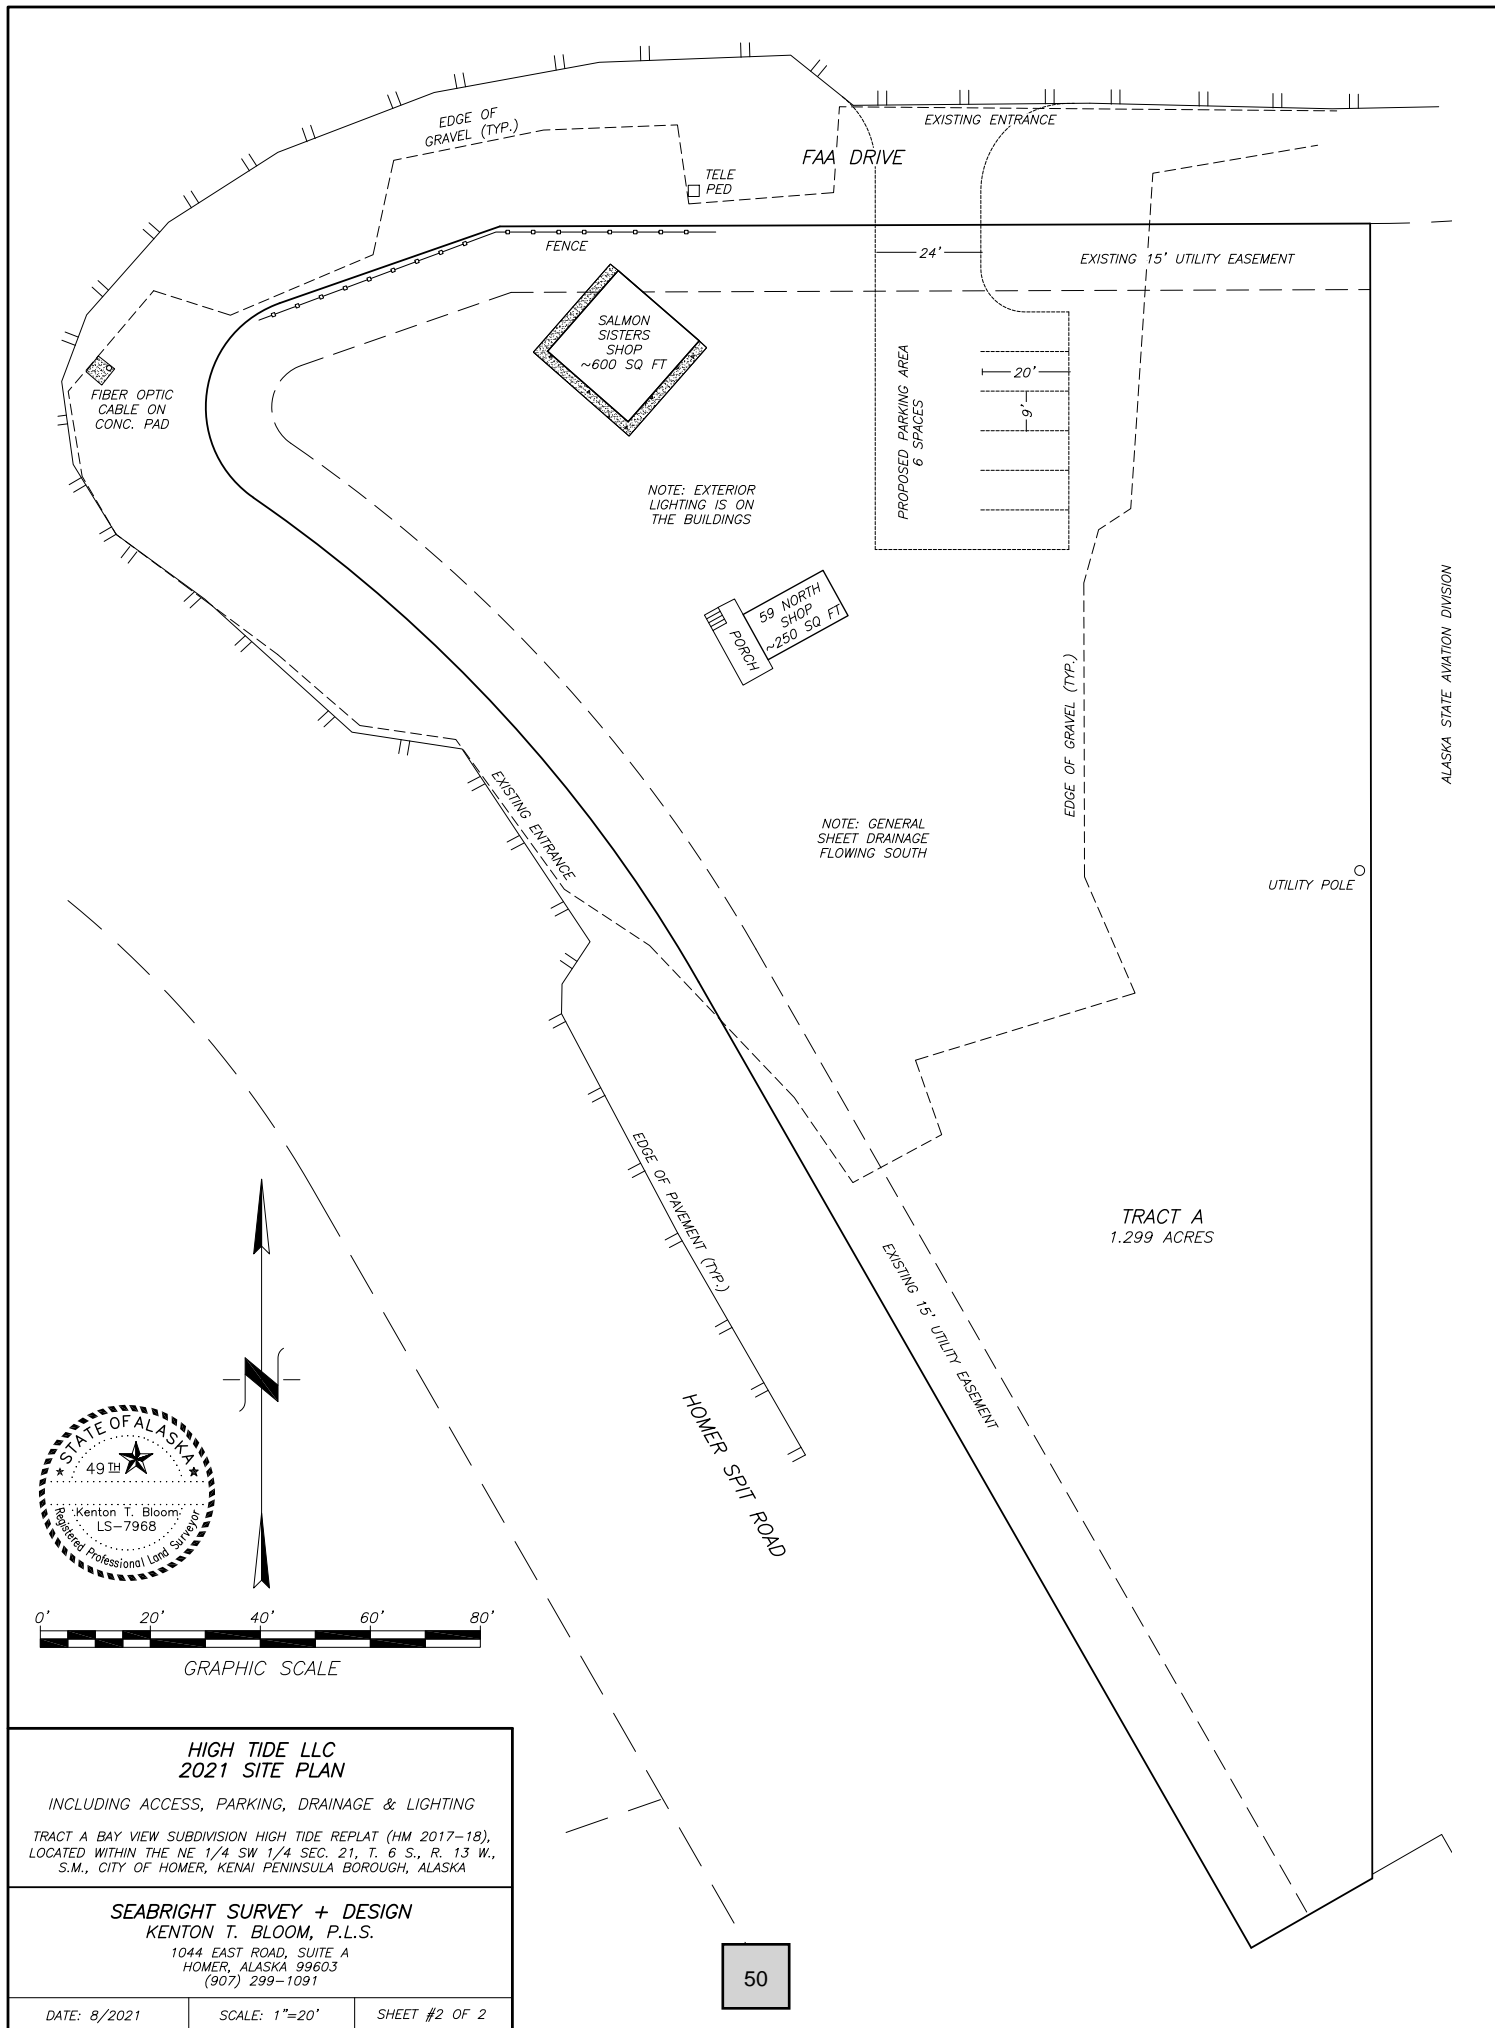 EDGE OF
GRAVEL (TYP.)
EXISTING ENTRANCE
FAA DRIVE
TELE
PED
FENCE
24'
EXISTING 15' UTILITY EASEMENT
SALMON
SISTERS
SHOP
~600 SQ FT
PROPOSED PARKING AREA
6 SPACES
20'
9'
FIBER OPTIC
CABLE ON
CONC. PAD
NOTE: EXTERIOR
LIGHTING IS ON
THE BUILDINGS
59 NORTH
SHOP
~250 SQ FT
PORCH
ALASKA STATE AVIATION DIVISION
EDGE OF GRAVEL (TYP.)
EXISTING ENTRANCE
NOTE: GENERAL
SHEET DRAINAGE
FLOWING SOUTH
UTILITY POLE
EDGE OF PAVEMENT (TYP.)
TRACT A
1.299 ACRES
EXISTING 15' UTILITY EASEMENT
HOMER SPIT ROAD
N
STATE OF ALASKA
49 TH
Kenton T. Bloom
LS-7968
Registered Professional Land Surveyor
0' 20' 40' 60' 80'
GRAPHIC SCALE
HIGH TIDE LLC
2021 SITE PLAN
INCLUDING ACCESS, PARKING, DRAINAGE & LIGHTING
TRACT A BAY VIEW SUBDIVISION HIGH TIDE REPLAT (HM 2017-18),
LOCATED WITHIN THE NE 1/4 SW 1/4 SEC. 21, T. 6 S., R. 13 W.,
S.M., CITY OF HOMER, KENAI PENINSULA BOROUGH, ALASKA
SEABRIGHT SURVEY + DESIGN
KENTON T. BLOOM, P.L.S.
1044 EAST ROAD, SUITE A
HOMER, ALASKA 99603
(907) 299-1091
DATE: 8/2021 SCALE: 1"=20' SHEET #2 OF 2
50